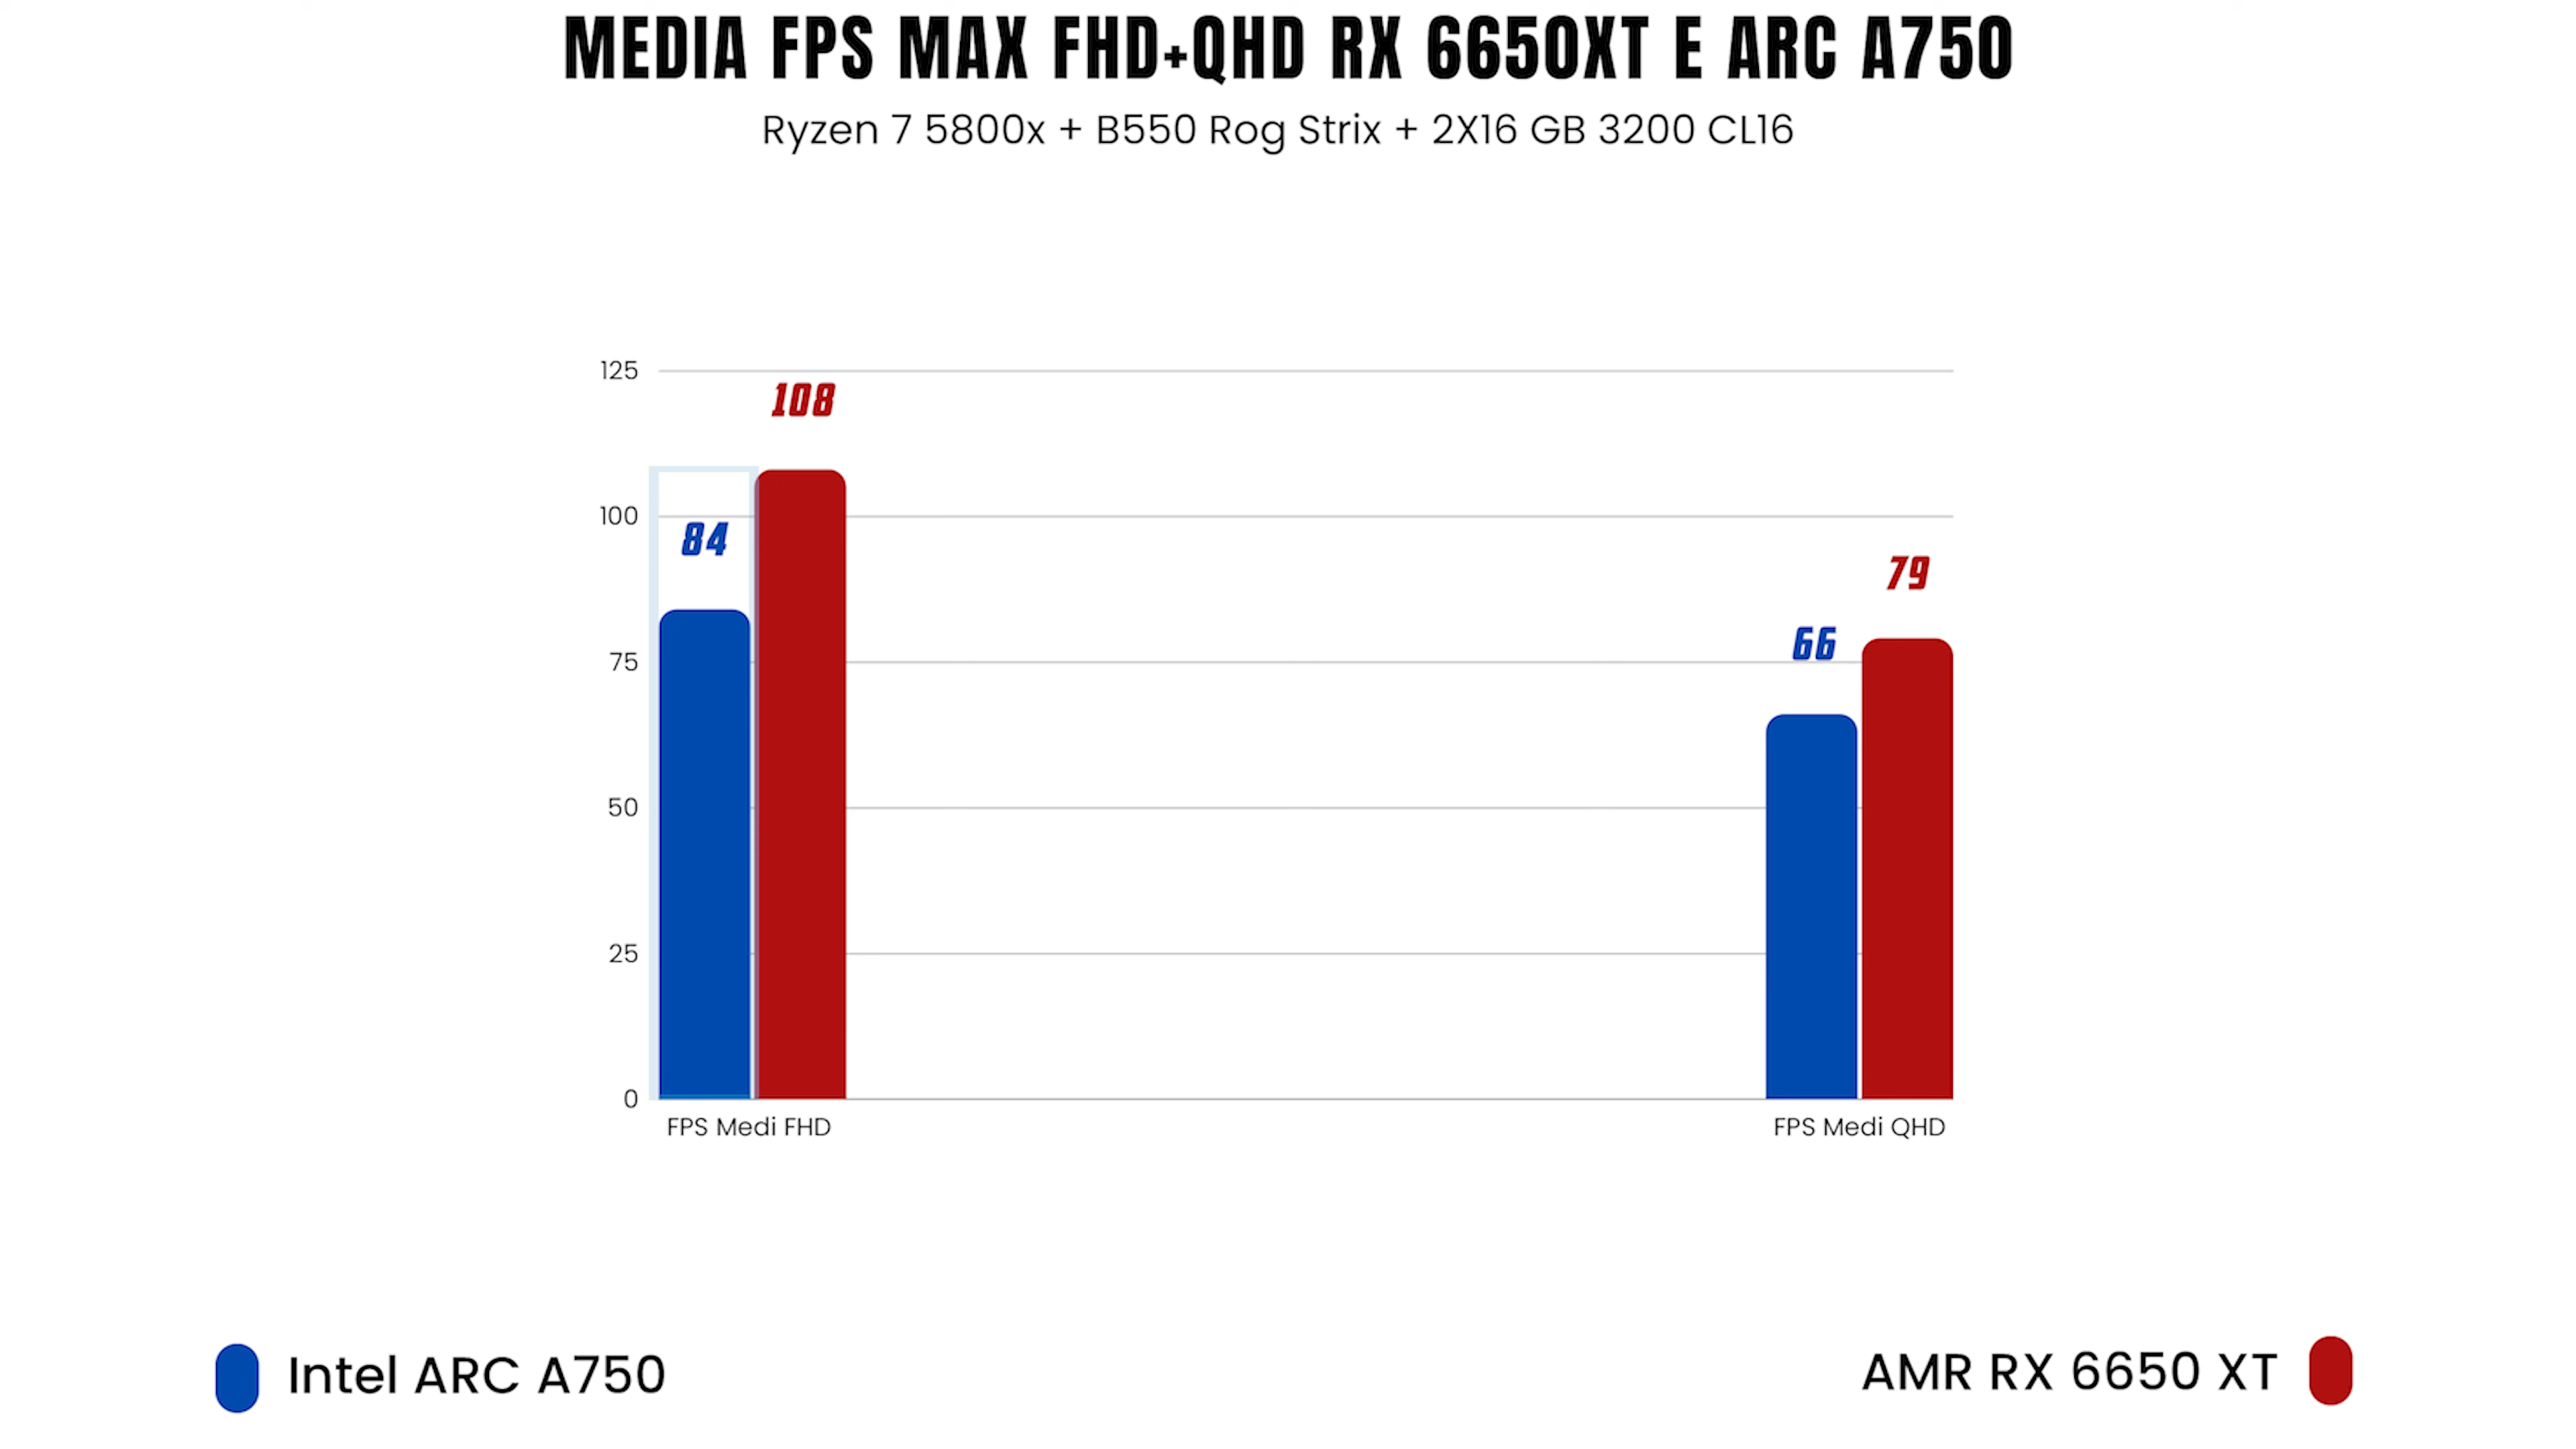 MEDIA FPS MAX FHD+QHD RX 6650XT E ARC A750
Ryzen 7 5800x + B550 Rog Strix + 2X16 GB 3200 CL16
125
108
100
84
79
66
75
50
25
0
FPS Medi FHD
FPS Medi QHD
Intel ARC A750
AMR RX 6650 XT